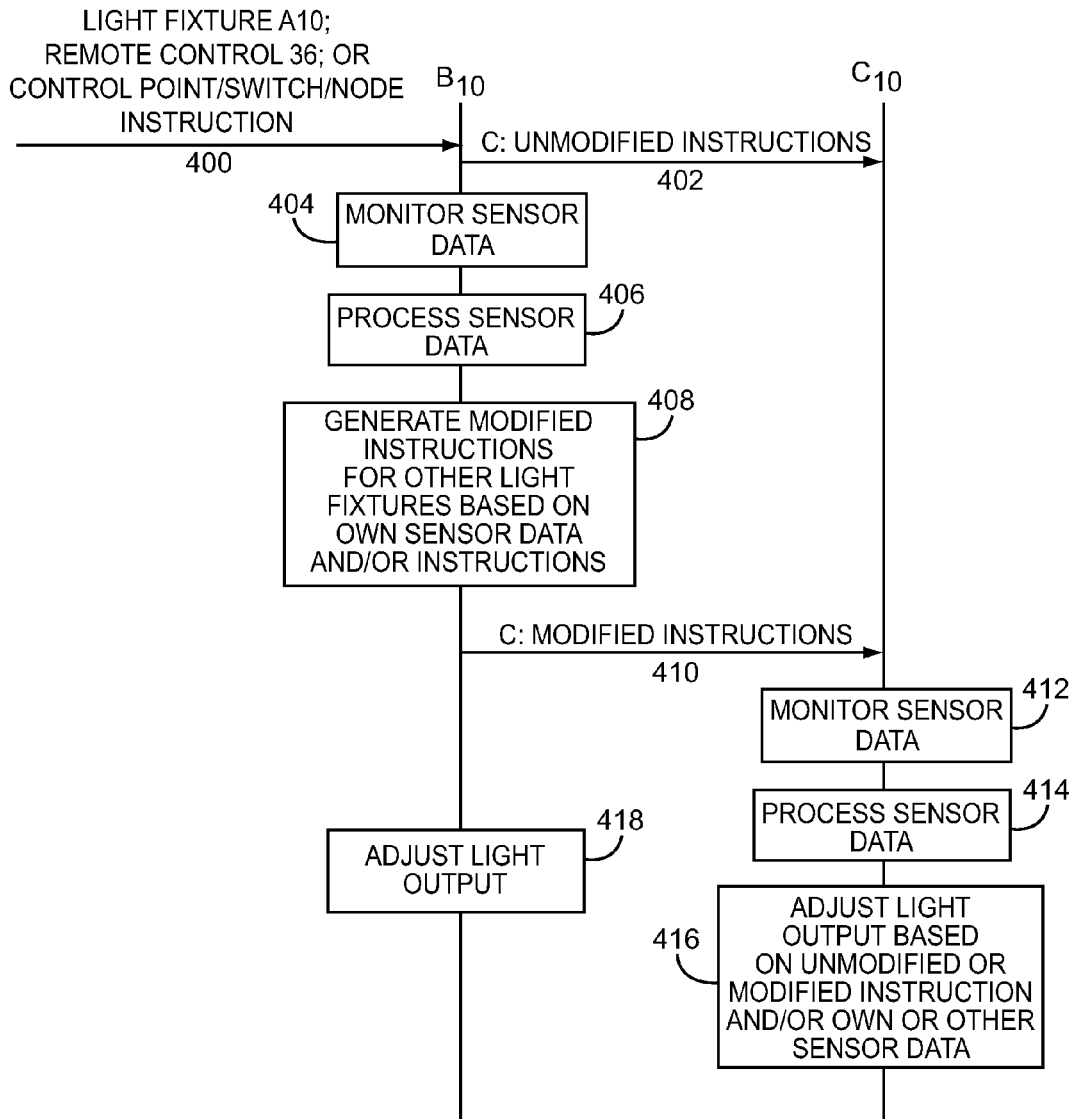 LIGHT FIXTURE A10;
REMOTE CONTROL 36; OR
CONTROL POINT/SWITCH/NODE
INSTRUCTION
400
B10
C10
C: UNMODIFIED INSTRUCTIONS
402
404
MONITOR SENSOR
DATA
406
PROCESS SENSOR
DATA
408
GENERATE MODIFIED
INSTRUCTIONS
FOR OTHER LIGHT
FIXTURES BASED ON
OWN SENSOR DATA
AND/OR INSTRUCTIONS
C: MODIFIED INSTRUCTIONS
410
412
MONITOR SENSOR
DATA
414
PROCESS SENSOR
DATA
418
ADJUST LIGHT
OUTPUT
416
ADJUST LIGHT
OUTPUT BASED
ON UNMODIFIED OR
MODIFIED INSTRUCTION
AND/OR OWN OR OTHER
SENSOR DATA